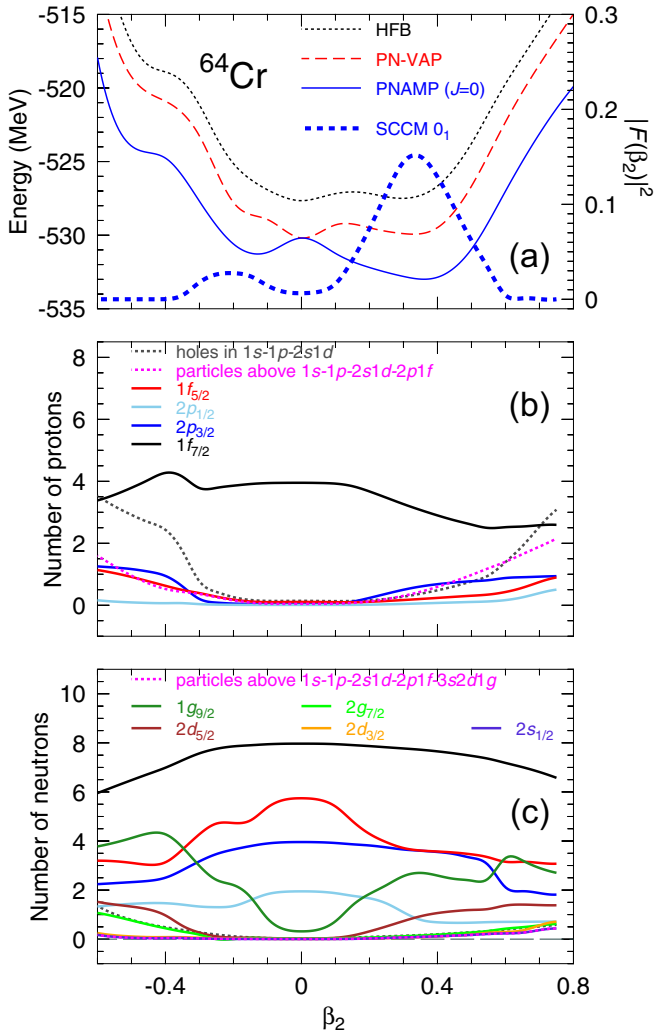 -515
-520
-525
-530
-535
Energy (MeV)
⁶⁴Cr
HFB
PN-VAP
PNAMP (J=0)
SCCM 0₁
(a)
0.3
0.2
0.1
0
|F(β₂)|²
8
6
4
2
0
Number of protons
holes in 1s-1p-2s1d
particles above 1s-1p-2s1d-2p1f
1f₅/₂
2p₁/₂
2p₃/₂
1f₇/₂
(b)
10
8
6
4
2
0
Number of neutrons
particles above 1s-1p-2s1d-2p1f-3s2d1g
1g₉/₂ 2g₇/₂
2d₅/₂ 2d₃/₂ 2s₁/₂
(c)
-0.4 0 0.4 0.8
β₂